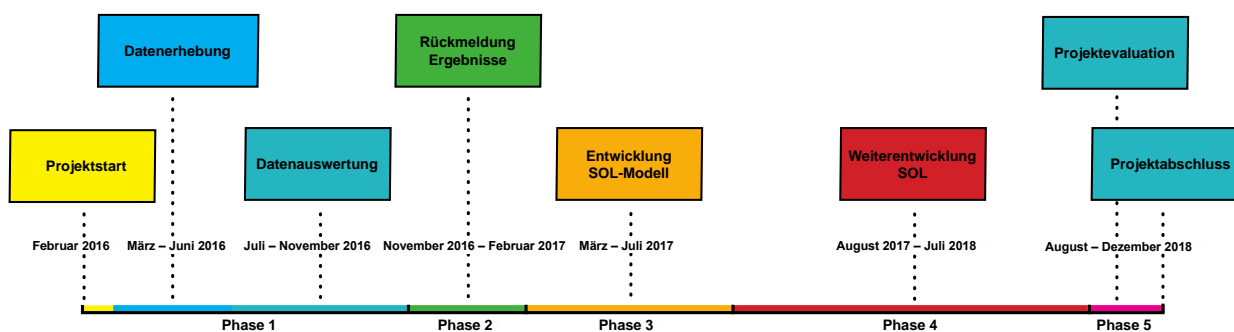 Datenerhebung
Rückmeldung
Ergebnisse
Projektevaluation
Projektstart
Datenauswertung
Entwicklung
SOL-Modell
Weiterentwicklung
SOL
Projektabschluss
Februar 2016
März – Juni 2016
Juli – November 2016
November 2016 – Februar 2017
März – Juli 2017
August 2017 – Juli 2018
August – Dezember 2018
Phase 1
Phase 2
Phase 3
Phase 4
Phase 5